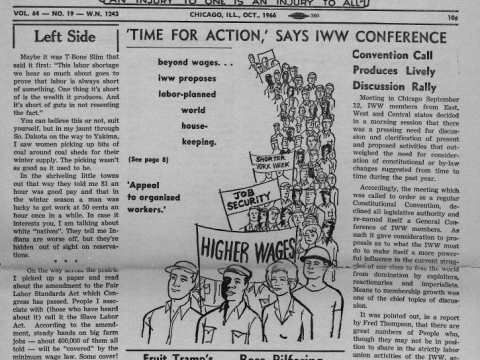 AN INJURY TO ONE IS AN INJURY TO ALL
VOL. 64 — NO. 19 — W.N. 1243
CHICAGO, ILL., OCT., 1966
380
10¢
Left Side
Maybe it was T-Bone Slim that
said it first: "This labor shortage
we hear so much about goes to
prove that labor is always short
of something. One thing it's short
of is the wealth it produces. And
it's short of guts in not resenting
the fact."
You can believe this or not, suit
yourself, but in my jaunt through
So. Dakota on the way to Yakima,
I saw women picking up bits of
coal around coal sheds for their
winter supply. The picking wasn't
as good as it used to be.
In the shriveling little towns
out that way they told me $1 an
hour was good pay and that in
the winter season a man was
lucky to get work at 50 cents an
hour once in a while. In case it
interests you, I am talking about
white "natives". They tell me In-
dians are worse off, but they're
hidden out of sight on reserva-
tions.
* * * *
On the way across the prairie
I picked up a paper and read
about the amendment to the Fair
Labor Standards Act which Con-
gress has passed. People I asso-
ciate with (those who have heard
about it) call it the Slave Labor
Act. According to the amend-
ment, steady hands on big farm
jobs — about 400,000 of them all
told — will be "covered" by the
minimum wage law. Some cover!
'TIME FOR ACTION,' SAYS IWW CONFERENCE
beyond wages. . .
iww proposes
labor-planned
world
house-
keeping.
(See page 8)
'Appeal
to organized
workers.'
SHORTER
WORK WEEK
JOB
SECURITY
HIGHER WAGES
Convention Call
Produces Lively
Discussion Rally
Meeting in Chicago September
12, IWW members from East,
West and Central states decided
in a morning session that there
was a pressing need for discus-
sion and clarification of present
and proposed activities that out-
weighed the need for consider-
ation of constitutional or by-law
changes suggested from time to
time during the past year.
Accordingly, the meeting which
was called to order as a regular
Constitutional Convention, de-
clined all legislative authority and
re-named itself a General Con-
ference of IWW members. As
such it gave consideration to pro-
posals as to what the IWW might
do to make itself a more power-
ful influence in the current strug-
gles of our class to free the world
from domination by exploiters,
reactionaries and imperialists.
Means to membership growth was
one of the chief topics of discus-
sion.
It was pointed out, in a report
by Fred Thompson, that there are
great numbers of People who,
though they may not be in posi-
tion to share in the strictly labor
union activities of the IWW, ap-
Fruit Tramp's
Boss Pilfering